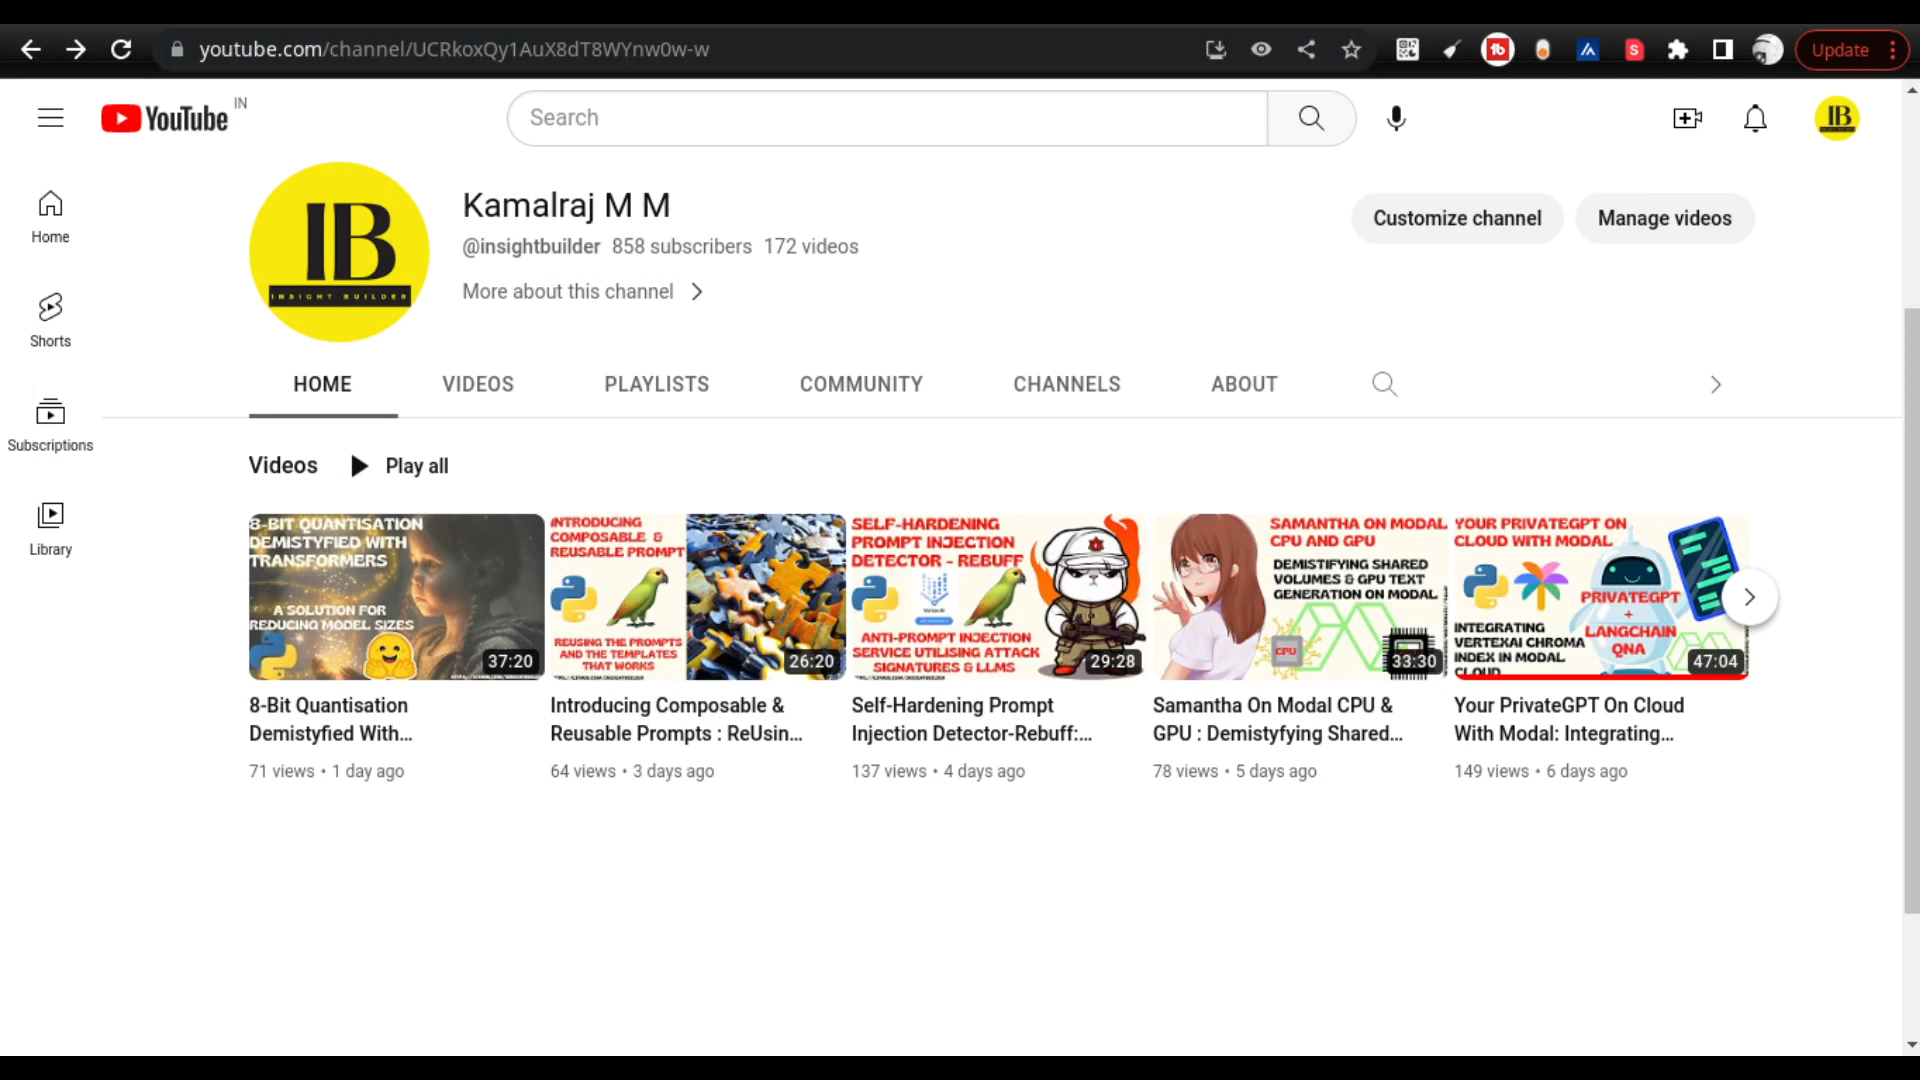 youtube.com/channel/UCRkoxQy1AuX8dT8WYnw0w-w
Update
YouTube IN
Search
IB
Home
Shorts
Subscriptions
Library
IB
INSIGHT BUILDER
Kamalraj M M
@insightbuilder 858 subscribers 172 videos
More about this channel
Customize channel
Manage videos
HOME
VIDEOS
PLAYLISTS
COMMUNITY
CHANNELS
ABOUT
Videos
Play all
8-BIT QUANTISATION
DEMISTYFIED WITH
TRANSFORMERS
A SOLUTION FOR
REDUCING MODEL SIZES
37:20
8-Bit Quantisation
Demistyfied With...
71 views • 1 day ago
INTRODUCING
COMPOSABLE &
REUSABLE PROMPT
REUSING THE PROMPTS
AND THE TEMPLATES
THAT WORKS
26:20
Introducing Composable &
Reusable Prompts : ReUsin...
64 views • 3 days ago
SELF-HARDENING
PROMPT INJECTION
DETECTOR - REBUFF
ANTI-PROMPT INJECTION
SERVICE UTILISING ATTACK
SIGNATURES & LLMS
29:28
Self-Hardening Prompt
Injection Detector-Rebuff:...
137 views • 4 days ago
SAMANTHA ON MODAL
CPU AND GPU
DEMISTIFYING SHARED
VOLUMES & GPU TEXT
GENERATION ON MODAL
CPU
33:30
Samantha On Modal CPU &
GPU : Demistyfying Shared...
78 views • 5 days ago
YOUR PRIVATEGPT ON
CLOUD WITH MODAL
PRIVATEGPT
+
LANGCHAIN
QNA
INTEGRATING
VERTEXAI CHROMA
INDEX IN MODAL
CLOUD
47:04
Your PrivateGPT On Cloud
With Modal: Integrating...
149 views • 6 days ago